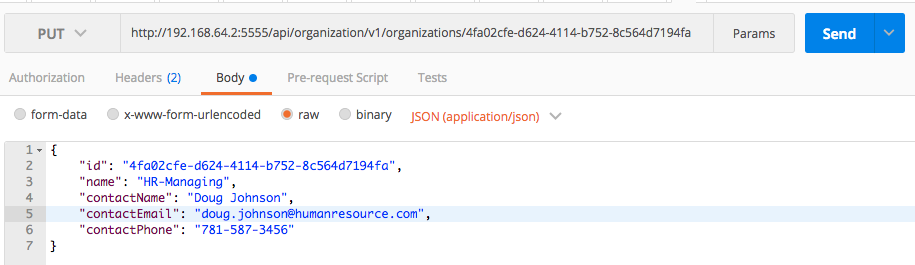 PUT http://192.168.64.2:5555/api/organization/v1/organizations/4fa02cfe-d624-4114-b752-8c564d7194fa Params Send
Authorization Headers (2) Body Pre-request Script Tests
form-data x-www-form-urlencoded raw binary JSON (application/json)
1 {
2 "id": "4fa02cfe-d624-4114-b752-8c564d7194fa",
3 "name": "HR-Managing",
4 "contactName": "Doug Johnson",
5 "contactEmail": "doug.johnson@humanresource.com",
6 "contactPhone": "781-587-3456"
7 }